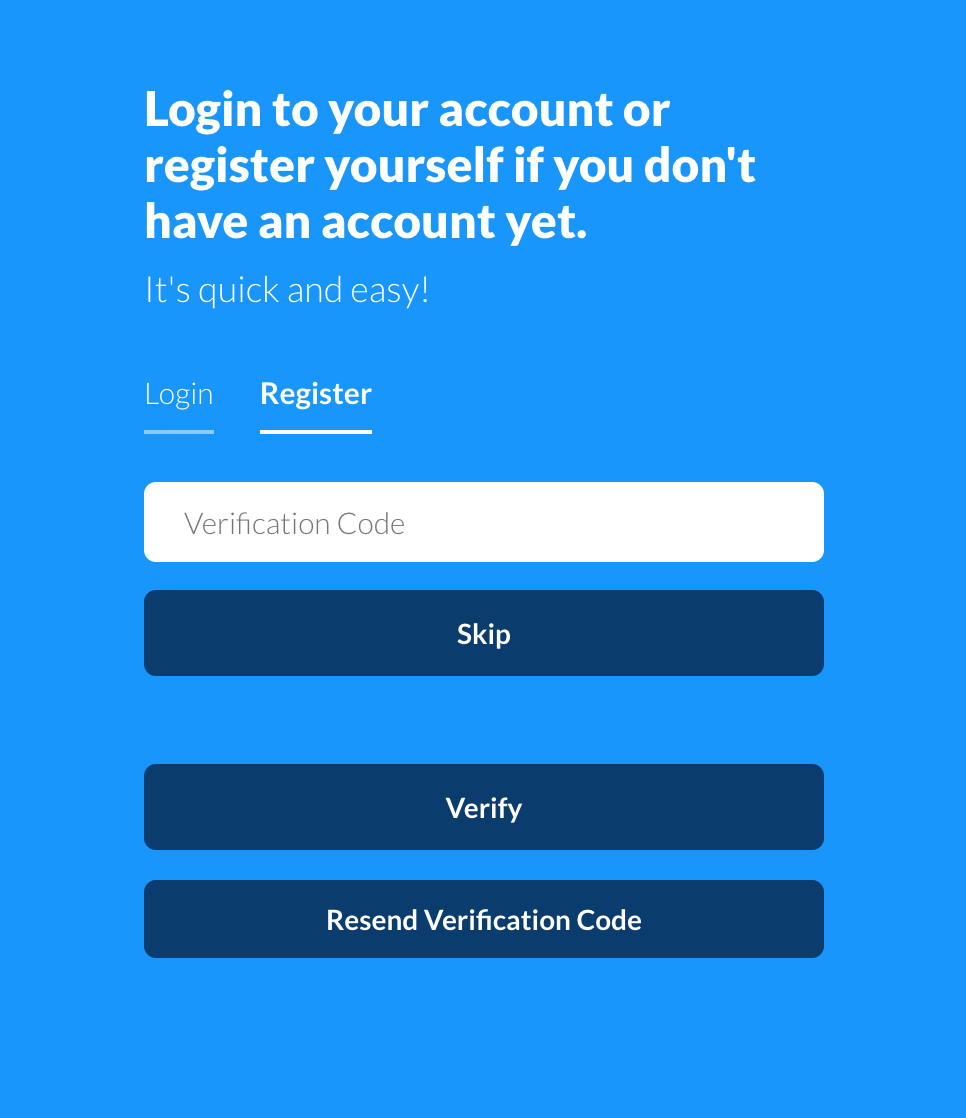 Login to your account or
register yourself if you don't
have an account yet.
It's quick and easy!
Login Register
Verification Code
Skip
Verify
Resend Verification Code